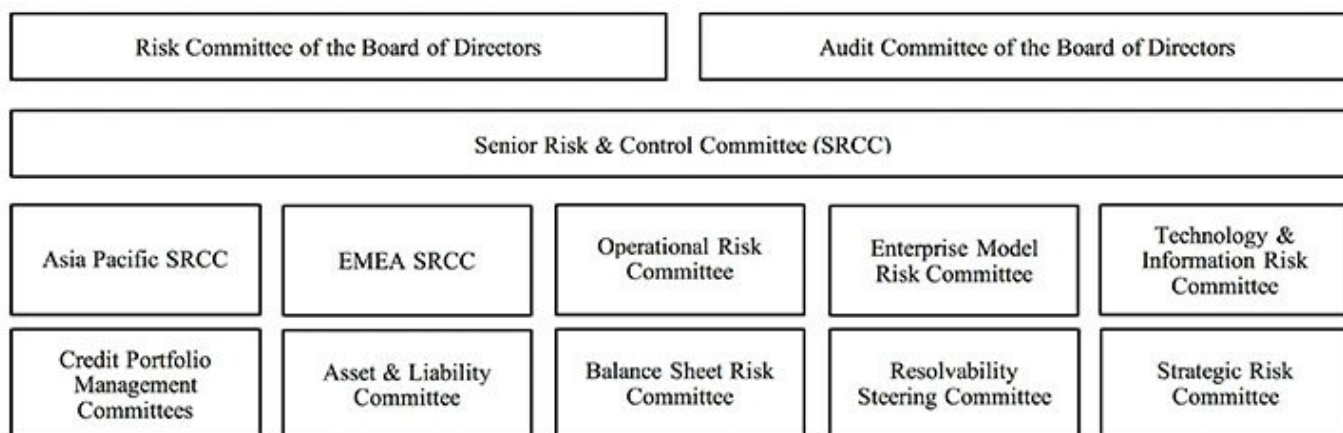 Risk Committee of the Board of Directors
Audit Committee of the Board of Directors
Senior Risk & Control Committee (SRCC)
Asia Pacific SRCC
EMEA SRCC
Operational Risk
Committee
Enterprise Model
Risk Committee
Technology &
Information Risk
Committee
Credit Portfolio
Management
Committees
Asset & Liability
Committee
Balance Sheet Risk
Committee
Resolvability
Steering Committee
Strategic Risk
Committee